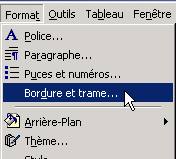 Format Outils Tableau Fenêtre
Police...
Paragraphe...
Puces et numéros...
Bordure et trame...
Arrière-Plan
Thème...